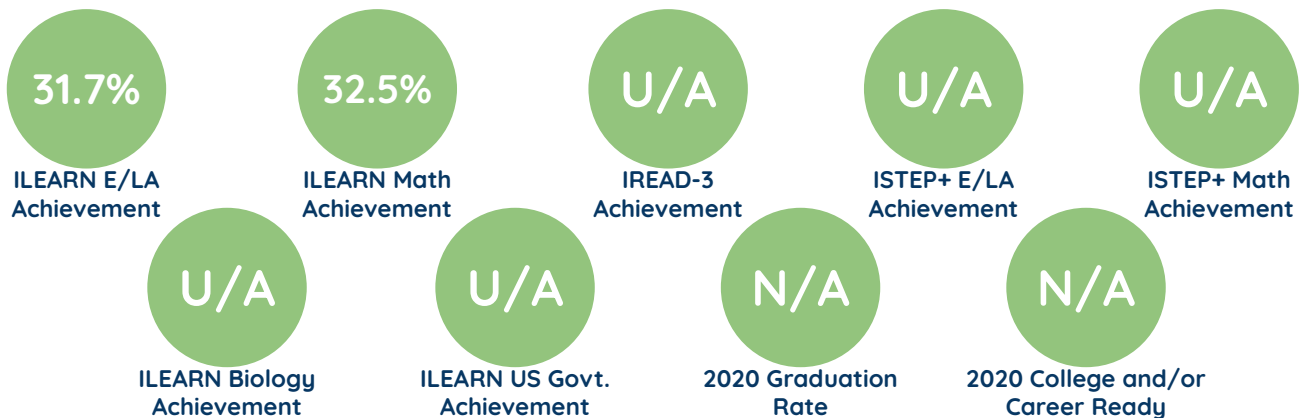 31.7%
ILEARN E/LA
Achievement
32.5%
ILEARN Math
Achievement
U/A
IREAD-3
Achievement
U/A
ISTEP+ E/LA
Achievement
U/A
ISTEP+ Math
Achievement
U/A
ILEARN Biology
Achievement
U/A
ILEARN US Govt.
Achievement
N/A
2020 Graduation
Rate
N/A
2020 College and/or
Career Ready